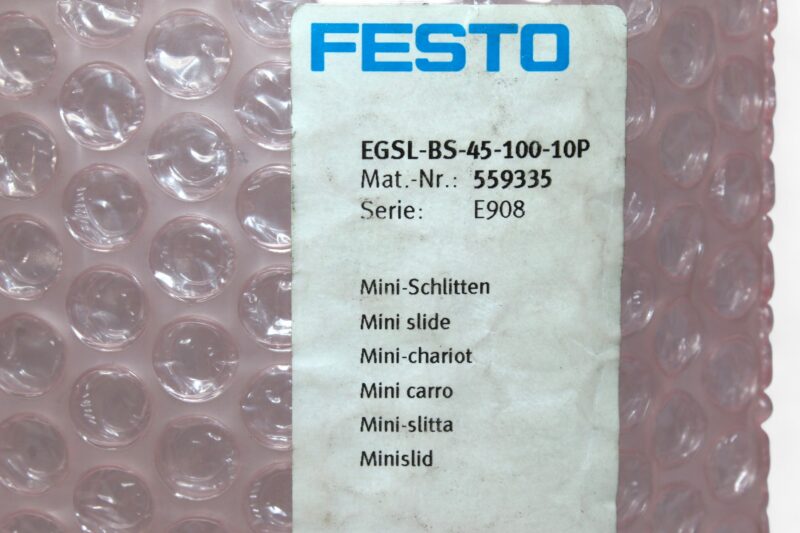 FESTO
EGSL-BS-45-100-10P
Mat.-Nr.: 559335
Serie: E908
Mini-Schlitten
Mini slide
Mini-chariot
Mini carro
Mini-slitta
Minislid